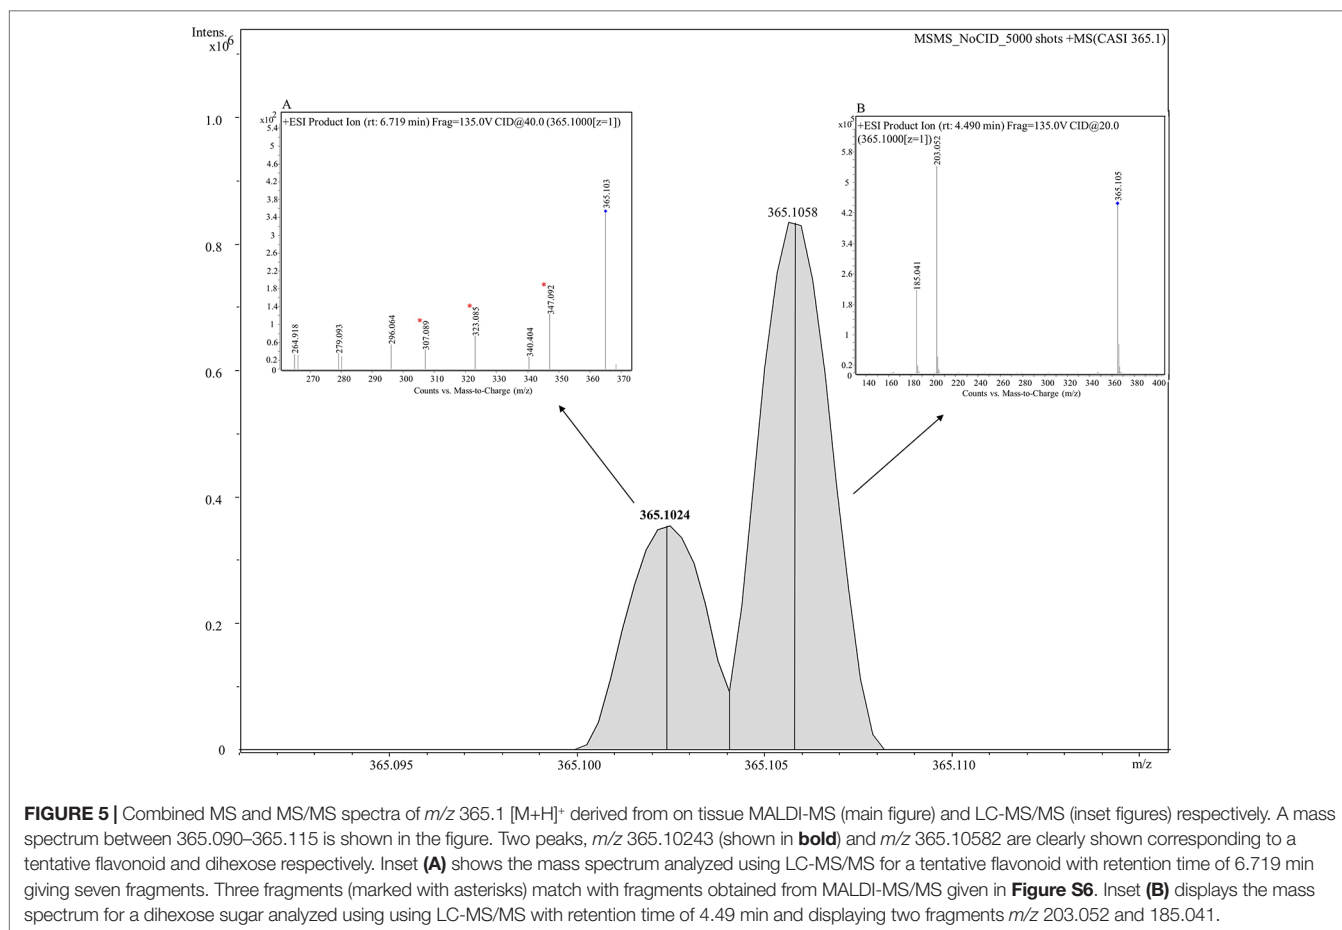 Intens.
x10^6
MSMS_NoCID_5000 shots +MS(CASI 365.1)
1.0
0.8
0.6
0.4
0.2
0
A
x10^2
+ESI Product Ion (rt: 6.719 min) Frag=135.0V CID@40.0 (365.1000[z=1])
5.4
5
4.6
4.2
3.8
3.4
3
2.6
2.2
1.8
1.4
1
0.6
0.2
0
264.918
279.093
296.064
*
307.089
*
323.085
340.404
*
347.092
365.103
270 280 290 300 310 320 330 340 350 360 370
Counts vs. Mass-to-Charge (m/z)
B
+ESI Product Ion (rt: 4.490 min) Frag=135.0V CID@20.0
(365.1000[z=1])
5.8
5
4.2
3.4
2.6
1.8
1
0.2
0
185.041
203.052
365.105
140 160 180 200 220 240 260 280 300 320 340 360 380 400
Counts vs. Mass-to-Charge (m/z)
365.1058
365.1024
365.095 365.100 365.105 365.110 m/z
FIGURE 5 | Combined MS and MS/MS spectra of m/z 365.1 [M+H]+ derived from on tissue MALDI-MS (main figure) and LC-MS/MS (inset figures) respectively. A mass
spectrum between 365.090–365.115 is shown in the figure. Two peaks, m/z 365.10243 (shown in bold) and m/z 365.10582 are clearly shown corresponding to a
tentative flavonoid and dihexose respectively. Inset (A) shows the mass spectrum analyzed using LC-MS/MS for a tentative flavonoid with retention time of 6.719 min
giving seven fragments. Three fragments (marked with asterisks) match with fragments obtained from MALDI-MS/MS given in Figure S6. Inset (B) displays the mass
spectrum for a dihexose sugar analyzed using using LC-MS/MS with retention time of 4.49 min and displaying two fragments m/z 203.052 and 185.041.